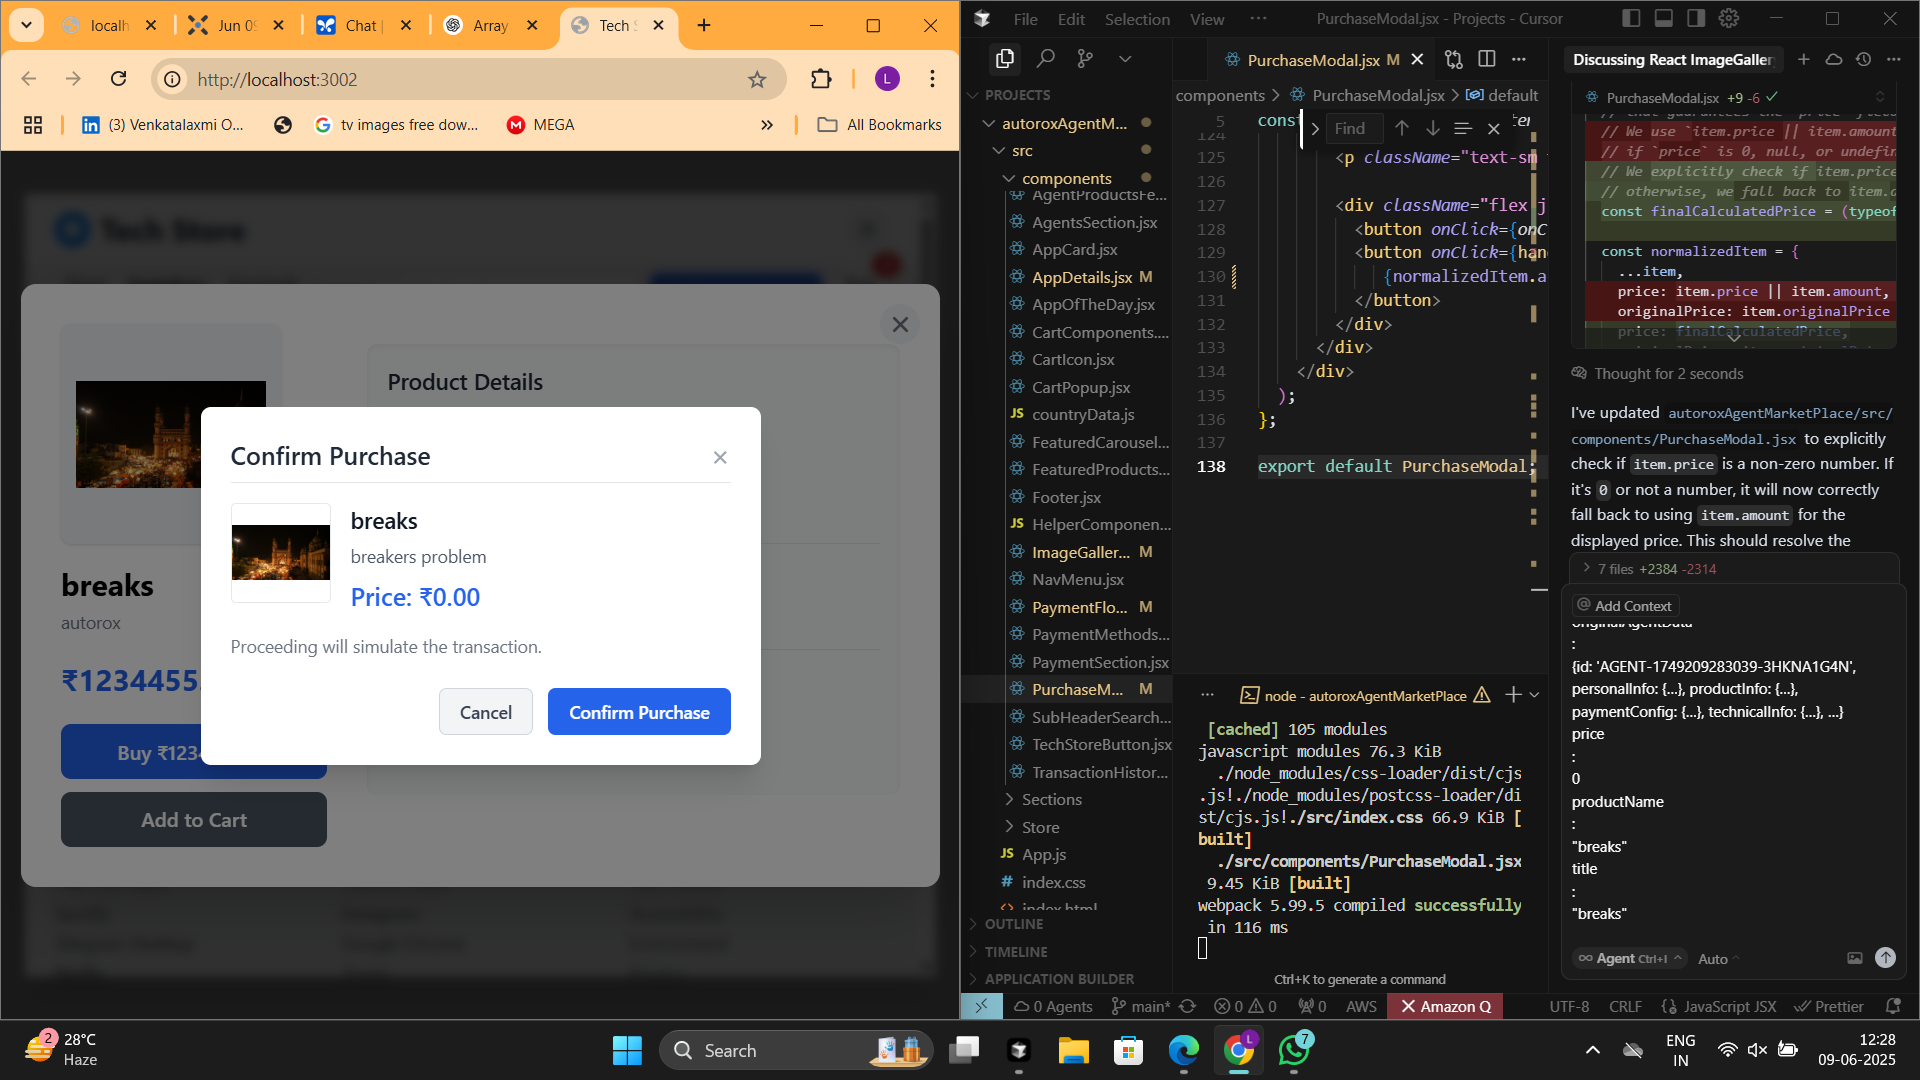 localh
Jun 09
Chat |
Array
Tech S
http://localhost:3002
L
(3) Venkatalaxmi O...
tv images free dow...
MEGA
All Bookmarks
Tech Store
Product Details
breaks
autorox
₹12344555
Buy ₹1234
Add to Cart
Confirm Purchase
breaks
breakers problem
Price: ₹0.00
Proceeding will simulate the transaction.
Cancel
Confirm Purchase
File Edit Selection View ...
PurchaseModal.jsx - Projects - Cursor
PROJECTS
autoroxAgentM...
src
components
AgentProductsFe...
AgentsSection.jsx
AppCard.jsx
AppDetails.jsx M
AppOfTheDay.jsx
CartComponents....
CartIcon.jsx
CartPopup.jsx
JS countryData.js
FeaturedCarousel...
FeaturedProducts...
Footer.jsx
JS HelperComponen...
ImageGaller... M
NavMenu.jsx
PaymentFlo... M
PaymentMethods...
PaymentSection.jsx
PurchaseM... M
SubHeaderSearch...
TechStoreButton.jsx
TransactionHistor...
Sections
Store
JS App.js
# index.css
<> index.html
OUTLINE
TIMELINE
APPLICATION BUILDER
PurchaseModal.jsx M
components > PurchaseModal.jsx > default
Find
5 const
124
125 <p className="text-sm
126
127 <div className="flex j
128 <button onClick={onC
129 <button onClick={han
130 {normalizedItem.a
131 </button>
132 </div>
133 </div>
134 </div>
135 );
136 };
137
138 export default PurchaseModal;
... node - autoroxAgentMarketPlace
[cached] 105 modules
javascript modules 76.3 KiB
./node_modules/css-loader/dist/cjs
.js!./node_modules/postcss-loader/di
st/cjs.js!./src/index.css 66.9 KiB [
built]
./src/components/PurchaseModal.jsx
9.45 KiB [built]
webpack 5.99.5 compiled successfully
in 116 ms
Ctrl+K to generate a command
Discussing React ImageGaller
PurchaseModal.jsx +9 -6
// We use `item.price || item.amount
// if `price` is 0, null, or undefin
// We explicitly check if item.price
// otherwise, we fall back to item.a
const finalCalculatedPrice = (typeof
const normalizedItem = {
...item,
price: item.price || item.amount,
originalPrice: item.originalPrice
price: finalCalculatedPrice,
Thought for 2 seconds
I've updated autoroxAgentMarketPlace/src/
components/PurchaseModal.jsx to explicitly
check if item.price is a non-zero number. If
it's 0 or not a number, it will now correctly
fall back to using item.amount for the
displayed price. This should resolve the
7 files +2384 -2314
@ Add Context
originalAgentData
:
{id: 'AGENT-1749209283039-3HKNA1G4N',
personalInfo: {…}, productInfo: {…},
paymentConfig: {…}, technicalInfo: {…}, …}
price
:
0
productName
:
"breaks"
title
:
"breaks"
Agent Ctrl+I Auto
0 Agents main* 0 0 0 AWS Amazon Q UTF-8 CRLF JavaScript JSX Prettier
2
28°C
Haze
Search
L
7
ENG
IN
12:28
09-06-2025